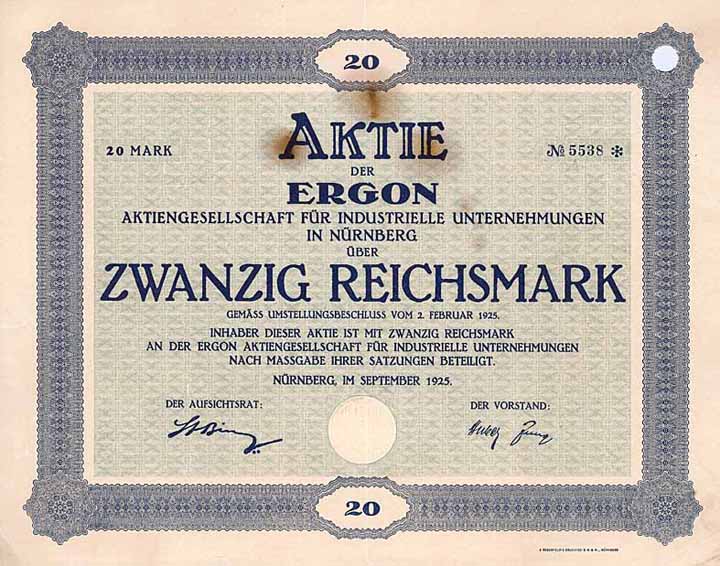 20
AKTIE
20 MARK
№ 5538 ✻
DER
ERGON
AKTIENGESELLSCHAFT FÜR INDUSTRIELLE UNTERNEHMUNGEN
IN NÜRNBERG
ÜBER
ZWANZIG REICHSMARK
GEMÄSS UMSTELLUNGSBESCHLUSS VOM 2. FEBRUAR 1925.
INHABER DIESER AKTIE IST MIT ZWANZIG REICHSMARK
AN DER ERGON AKTIENGESELLSCHAFT FÜR INDUSTRIELLE UNTERNEHMUNGEN
NACH MASSGABE IHRER SATZUNGEN BETEILIGT.
NÜRNBERG, IM SEPTEMBER 1925.
DER AUFSICHTSRAT:
DER VORSTAND:
20